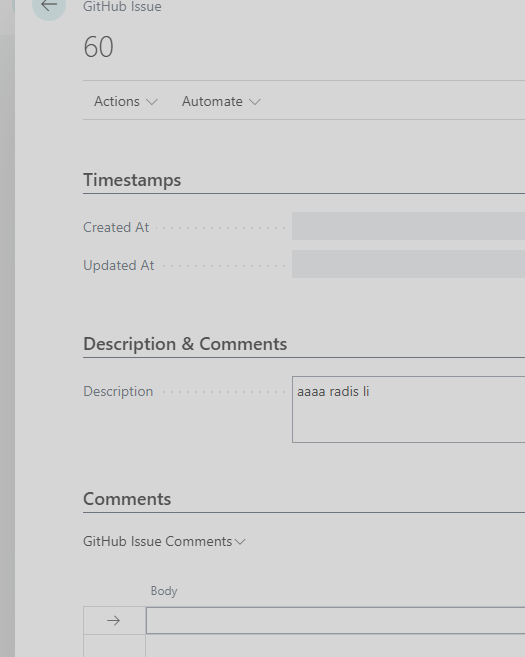 GitHub Issue
60
Actions
Automate
Timestamps
Created At
Updated At
Description & Comments
Description
aaaa radis li
Comments
GitHub Issue Comments
Body